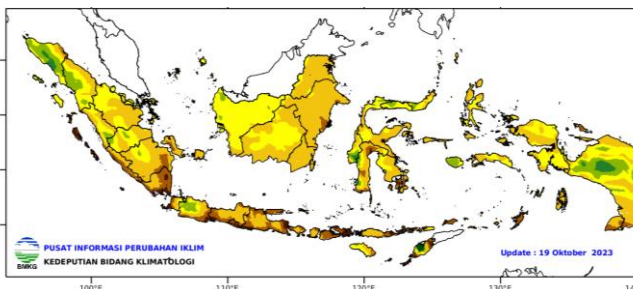 PUSAT INFORMASI PERUBAHAN IKLIM
KEDEPUTIAN BIDANG KLIMATOLOGI
BMKG
Update : 19 Oktober 2023
100°E
110°E
120°E
130°E